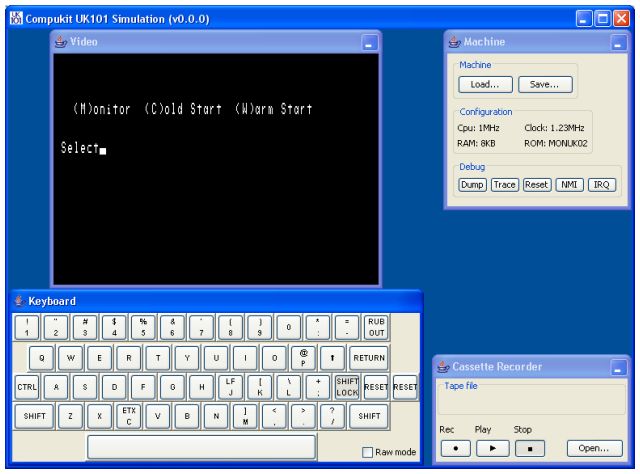 Compukit UK101 Simulation (v0.0.0)
Video
(M)onitor (C)old Start (W)arm Start
Select
Machine
Machine
Load... Save...
Configuration
Cpu: 1MHz Clock: 1.23MHz
RAM: 8KB ROM: MONUK02
Debug
Dump Trace Reset NMI IRQ
Keyboard
! " # $ % & ' ( ) * = RUB
1 2 3 4 5 6 7 8 9 0 : - OUT
Q W E R T Y U I O @ P ↑ RETURN
CTRL A S D F G H LF J [ K \ L + ; SHIFT LOCK RESET RESET
SHIFT Z X ETX C V B N ] M < , > . ? / SHIFT
Raw mode
Cassette Recorder
Tape file
Rec Play Stop
Open...